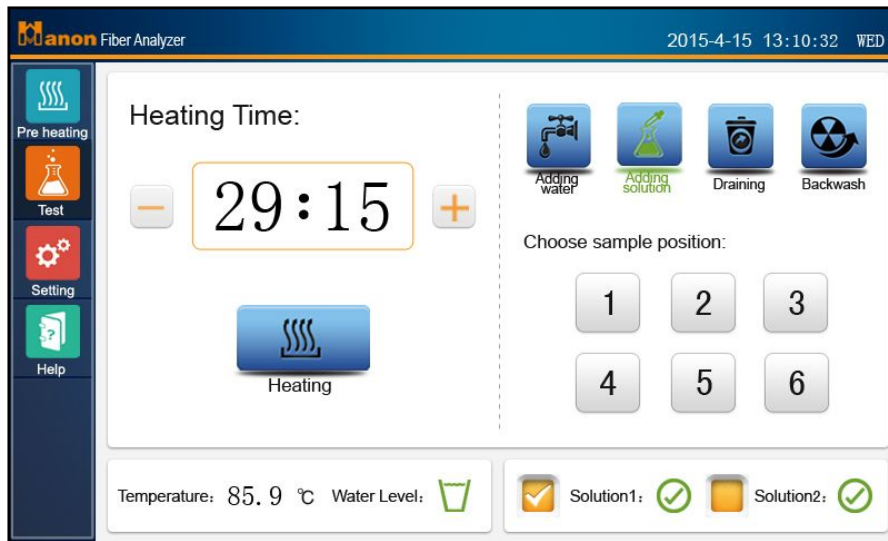 Hanon Fiber Analyzer
2015-4-15 13:10:32 WED
Pre heating
Test
Setting
Help
Heating Time:
29:15
Heating
Adding
water
Adding
solution
Draining
Backwash
Choose sample position:
1 2 3
4 5 6
Temperature: 85.9 ℃ Water Level:
Solution1: Solution2: